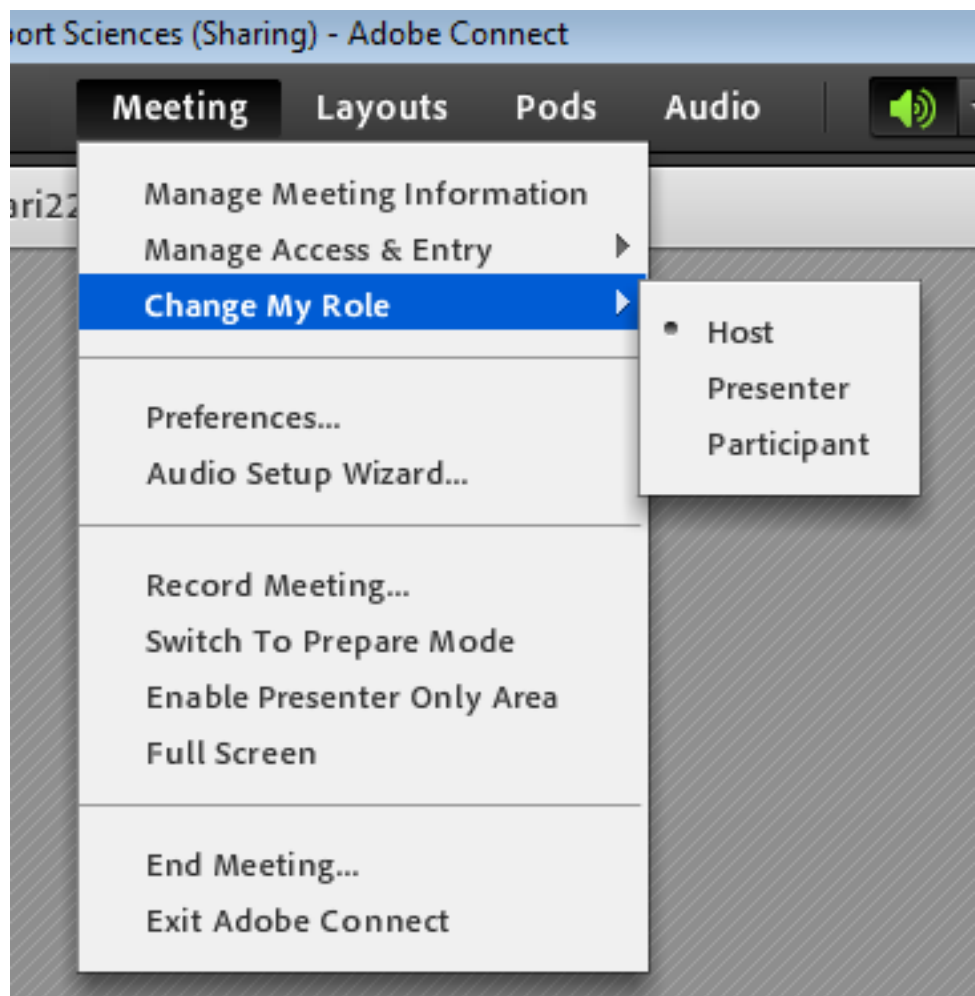 ort Sciences (Sharing) - Adobe Connect
Meeting Layouts Pods Audio
ari22
Manage Meeting Information
Manage Access & Entry
Change My Role
Host
Presenter
Participant
Preferences...
Audio Setup Wizard...
Record Meeting...
Switch To Prepare Mode
Enable Presenter Only Area
Full Screen
End Meeting...
Exit Adobe Connect